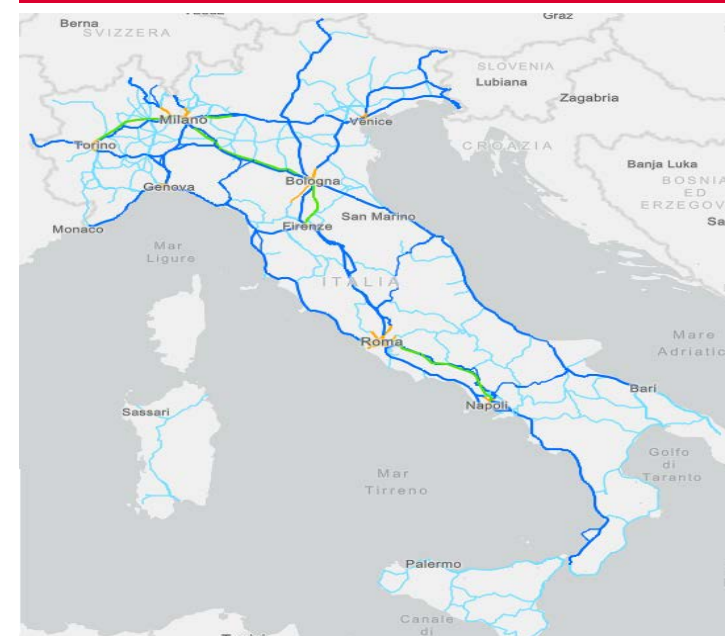 Berna
Graz
SVIZZERA
SLOVENIA
Lubiana
Zagabria
Milano
Venice
Torino
CROAZIA
Banja Luka
Genova
Bologna
BOSNIA
ED
ERZEGOV
San Marino
Sa
Monaco
Firenze
Mar
Ligure
ITALIA
Roma
Mare
Adriatic
Bari
Sassari
Napoli
Golfo
di
Taranto
Mar
Tirreno
Palermo
Canale
di